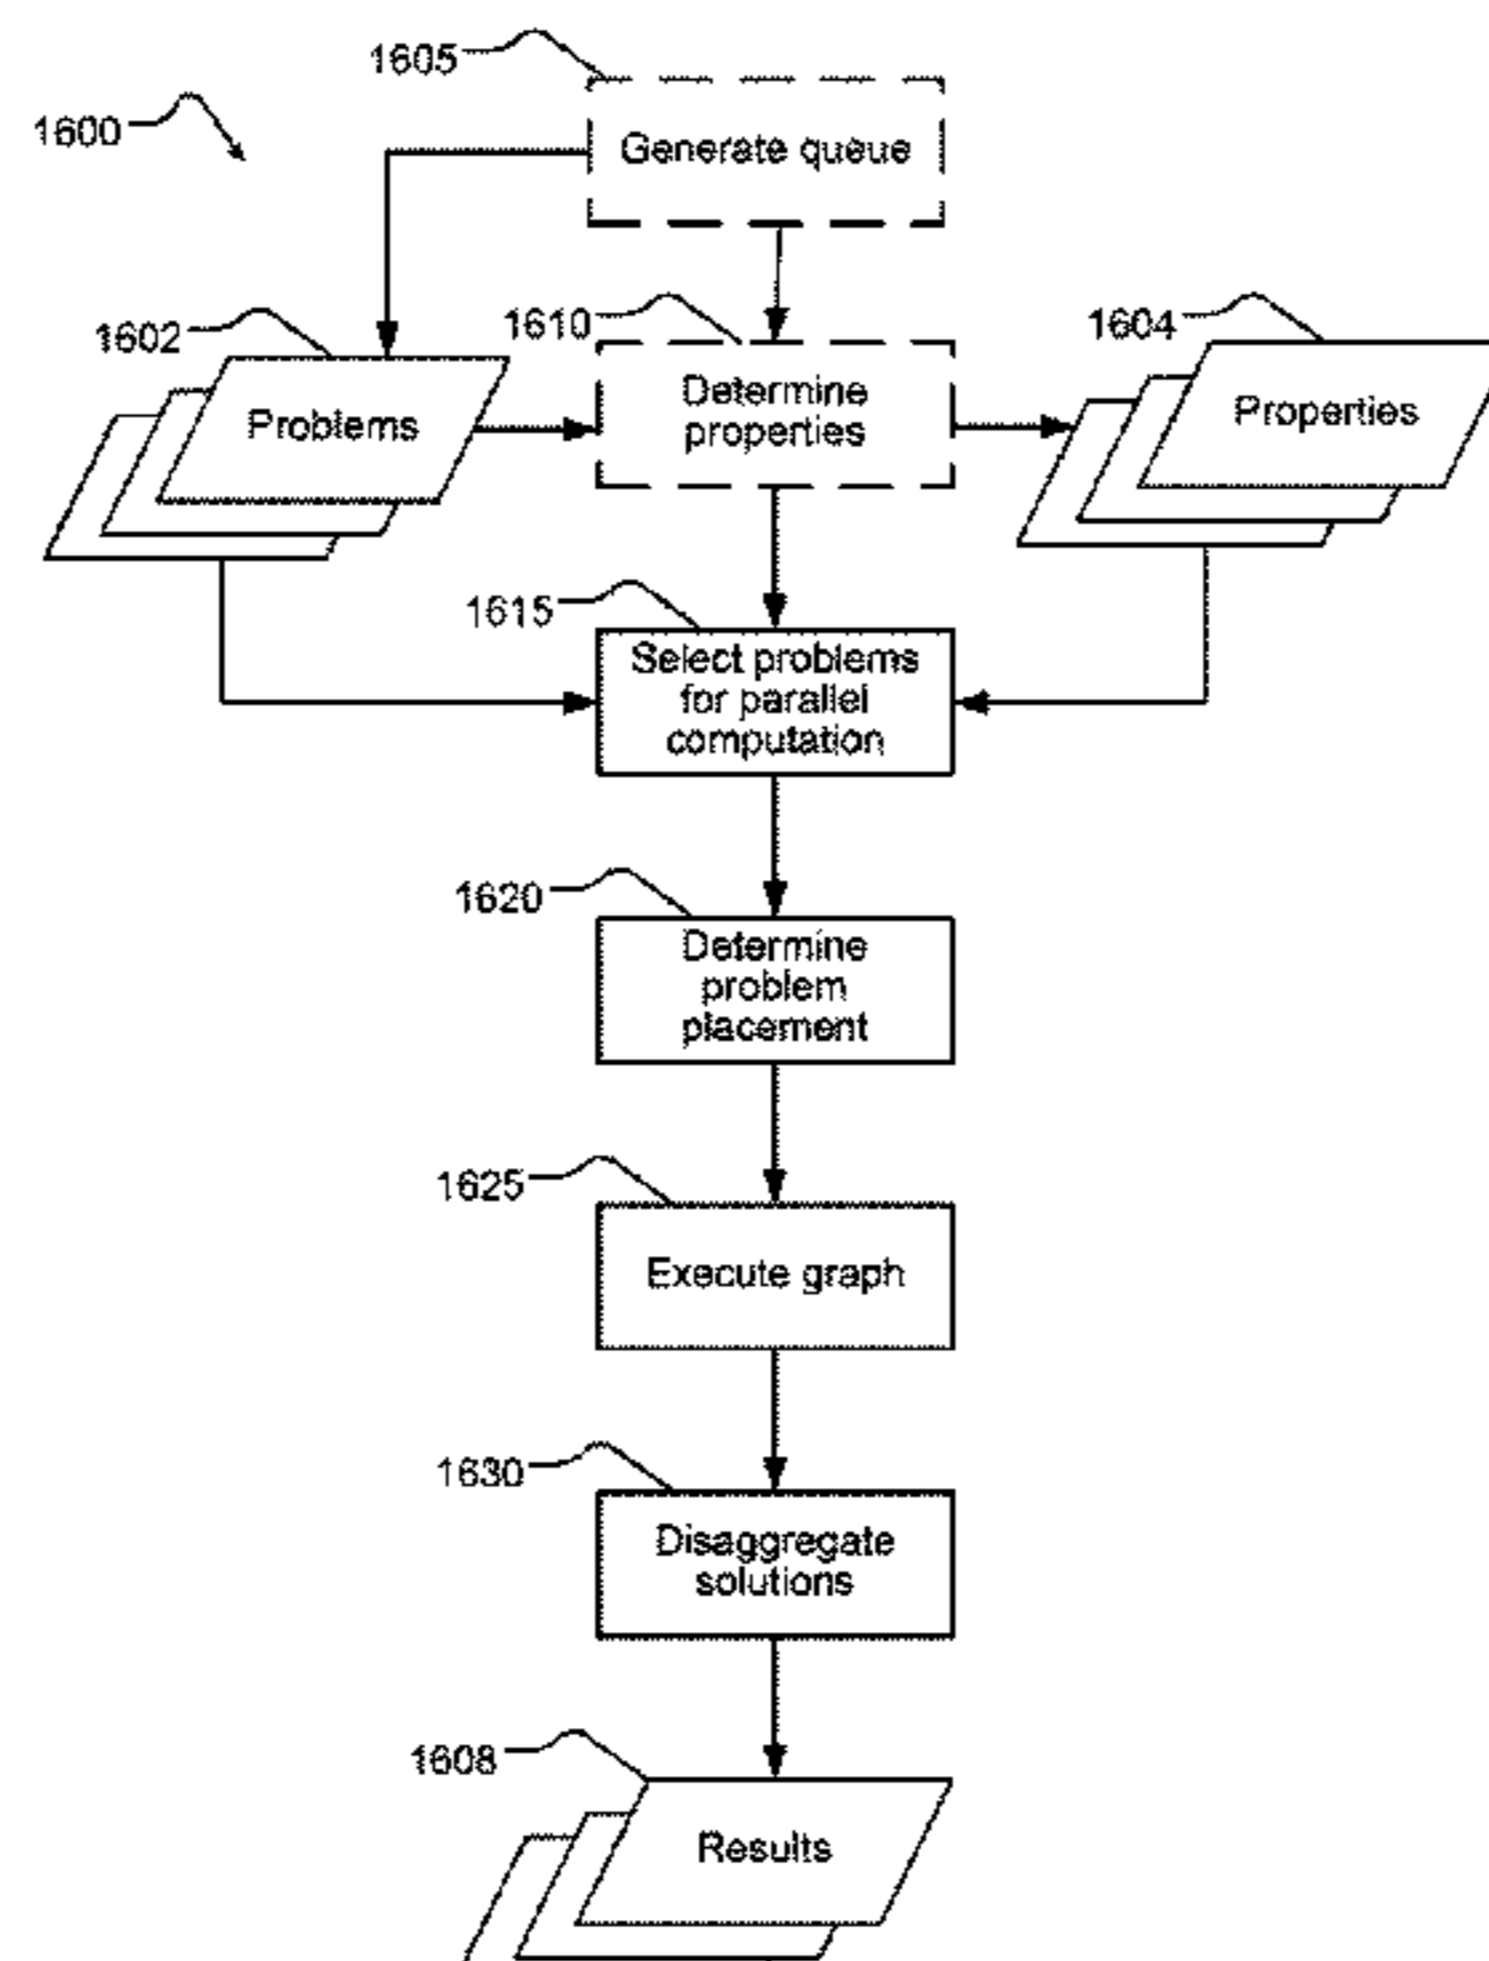 1605
1600
Generate queue
1602
1610
1604
Problems
Determine
properties
Properties
1615
Select problems
for parallel
computation
1620
Determine
problem
placement
1625
Execute graph
1630
Disaggregate
solutions
1608
Results